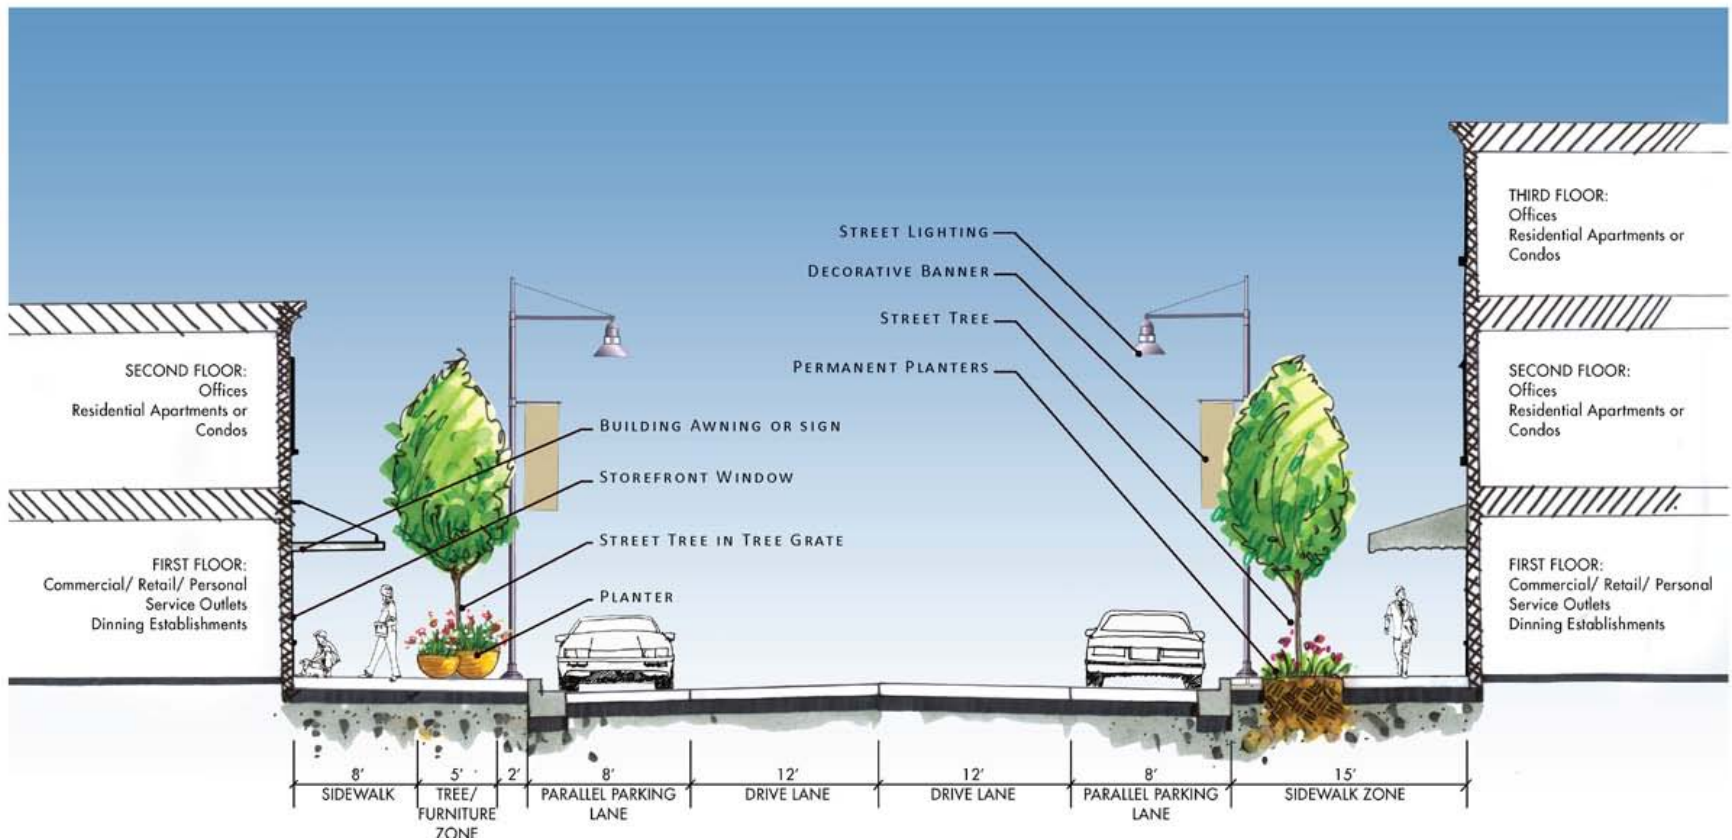 THIRD FLOOR:
Offices
Residential Apartments or
Condos
STREET LIGHTING
DECORATIVE BANNER
STREET TREE
PERMANENT PLANTERS
SECOND FLOOR:
Offices
Residential Apartments or
Condos
SECOND FLOOR:
Offices
Residential Apartments or
Condos
BUILDING AWNING OR SIGN
STOREFRONT WINDOW
STREET TREE IN TREE GRATE
PLANTER
FIRST FLOOR:
Commercial/ Retail/ Personal
Service Outlets
Dinning Establishments
FIRST FLOOR:
Commercial/ Retail/ Personal
Service Outlets
Dinning Establishments
8' 5' 2' 8' 12' 12' 8' 15'
SIDEWALK
TREE/
FURNITURE
ZONE
PARALLEL PARKING
LANE
DRIVE LANE
DRIVE LANE
PARALLEL PARKING
LANE
SIDEWALK ZONE